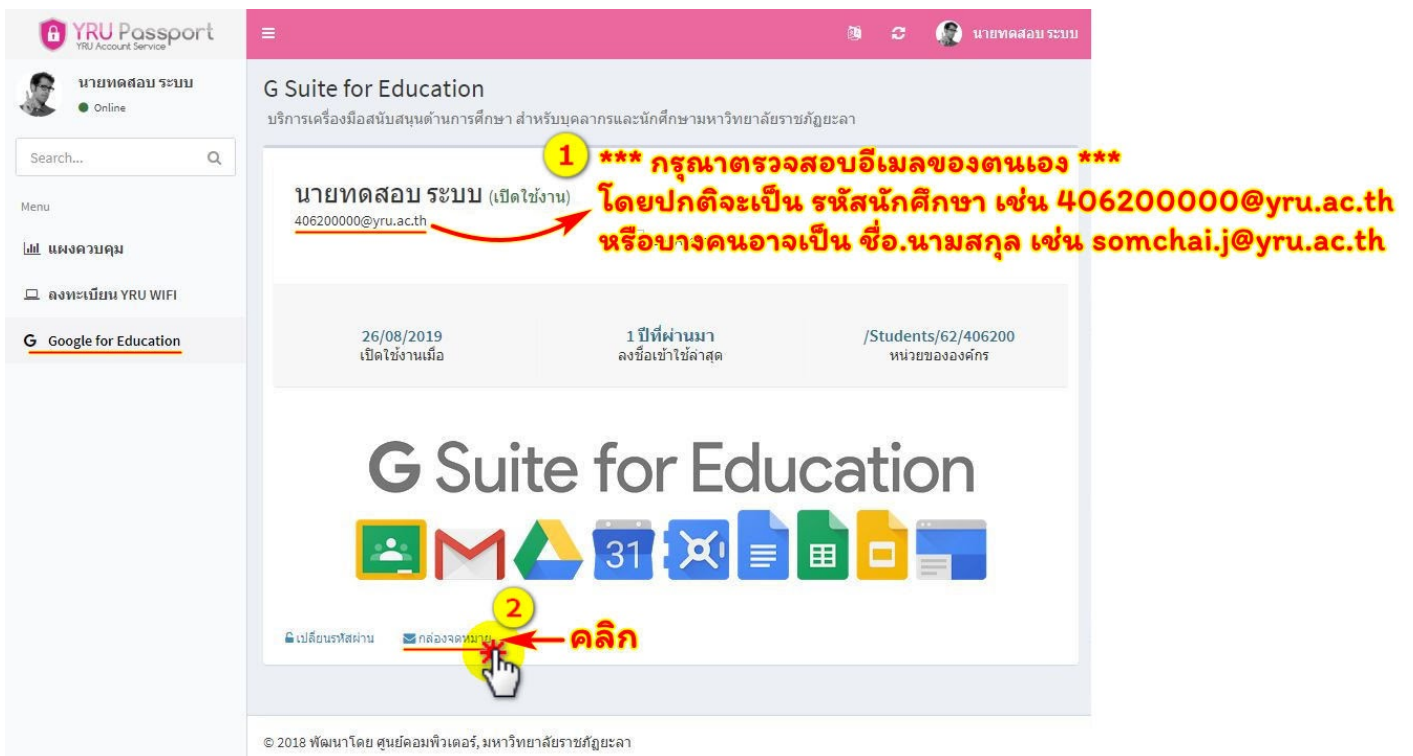 YRU Passport
YRU Account Service
นายทดสอบ ระบบ
นายทดสอบ ระบบ
Online
Search...
Menu
แผงควบคุม
ลงทะเบียน YRU WIFI
G Google for Education
G Suite for Education
บริการเครื่องมือสนับสนุนด้านการศึกษา สำหรับบุคลากรและนักศึกษามหาวิทยาลัยราชภัฏยะลา
1 *** กรุณาตรวจสอบอีเมลของตนเอง ***
นายทดสอบ ระบบ (เปิดใช้งาน)
โดยปกติจะเป็น รหัสนักศึกษา เช่น 406200000@yru.ac.th
406200000@yru.ac.th
หรือบางคนอาจเป็น ชื่อ.นามสกุล เช่น somchai.j@yru.ac.th
26/08/2019
เปิดใช้งานเมื่อ
1 ปีที่ผ่านมา
ลงชื่อเข้าใช้ล่าสุด
/Students/62/406200
หน่วยขององค์กร
G Suite for Education
31
2
เปลี่ยนรหัสผ่าน
กล่องจดหมาย
คลิก
© 2018 พัฒนาโดย ศูนย์คอมพิวเตอร์, มหาวิทยาลัยราชภัฏยะลา